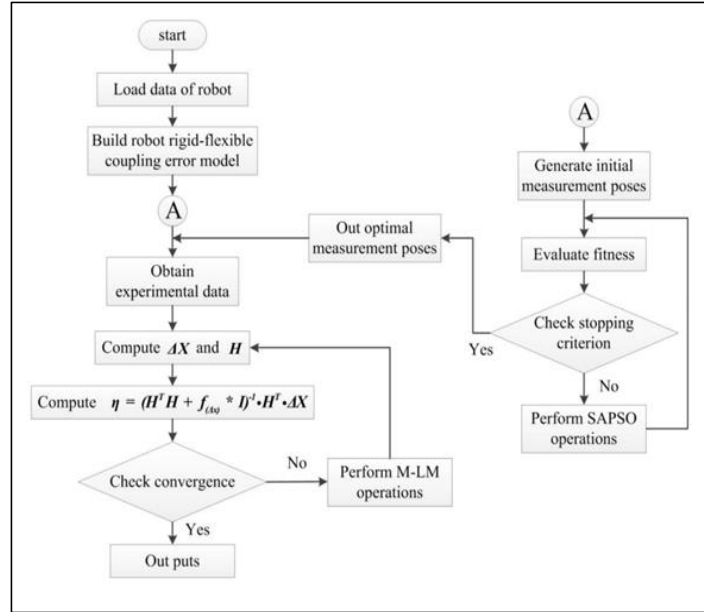 start
Load data of robot
Build robot rigid-flexible
coupling error model
A
Obtain
experimental data
Compute ΔX and H
Compute η = (HᵀH + f₍Δx₎ * I)⁻¹•Hᵀ•ΔX
Check convergence
No
Perform M-LM
operations
Yes
Out puts
Out optimal
measurement poses
A
Generate initial
measurement poses
Evaluate fitness
Check stopping
criterion
Yes
No
Perform SAPSO
operations